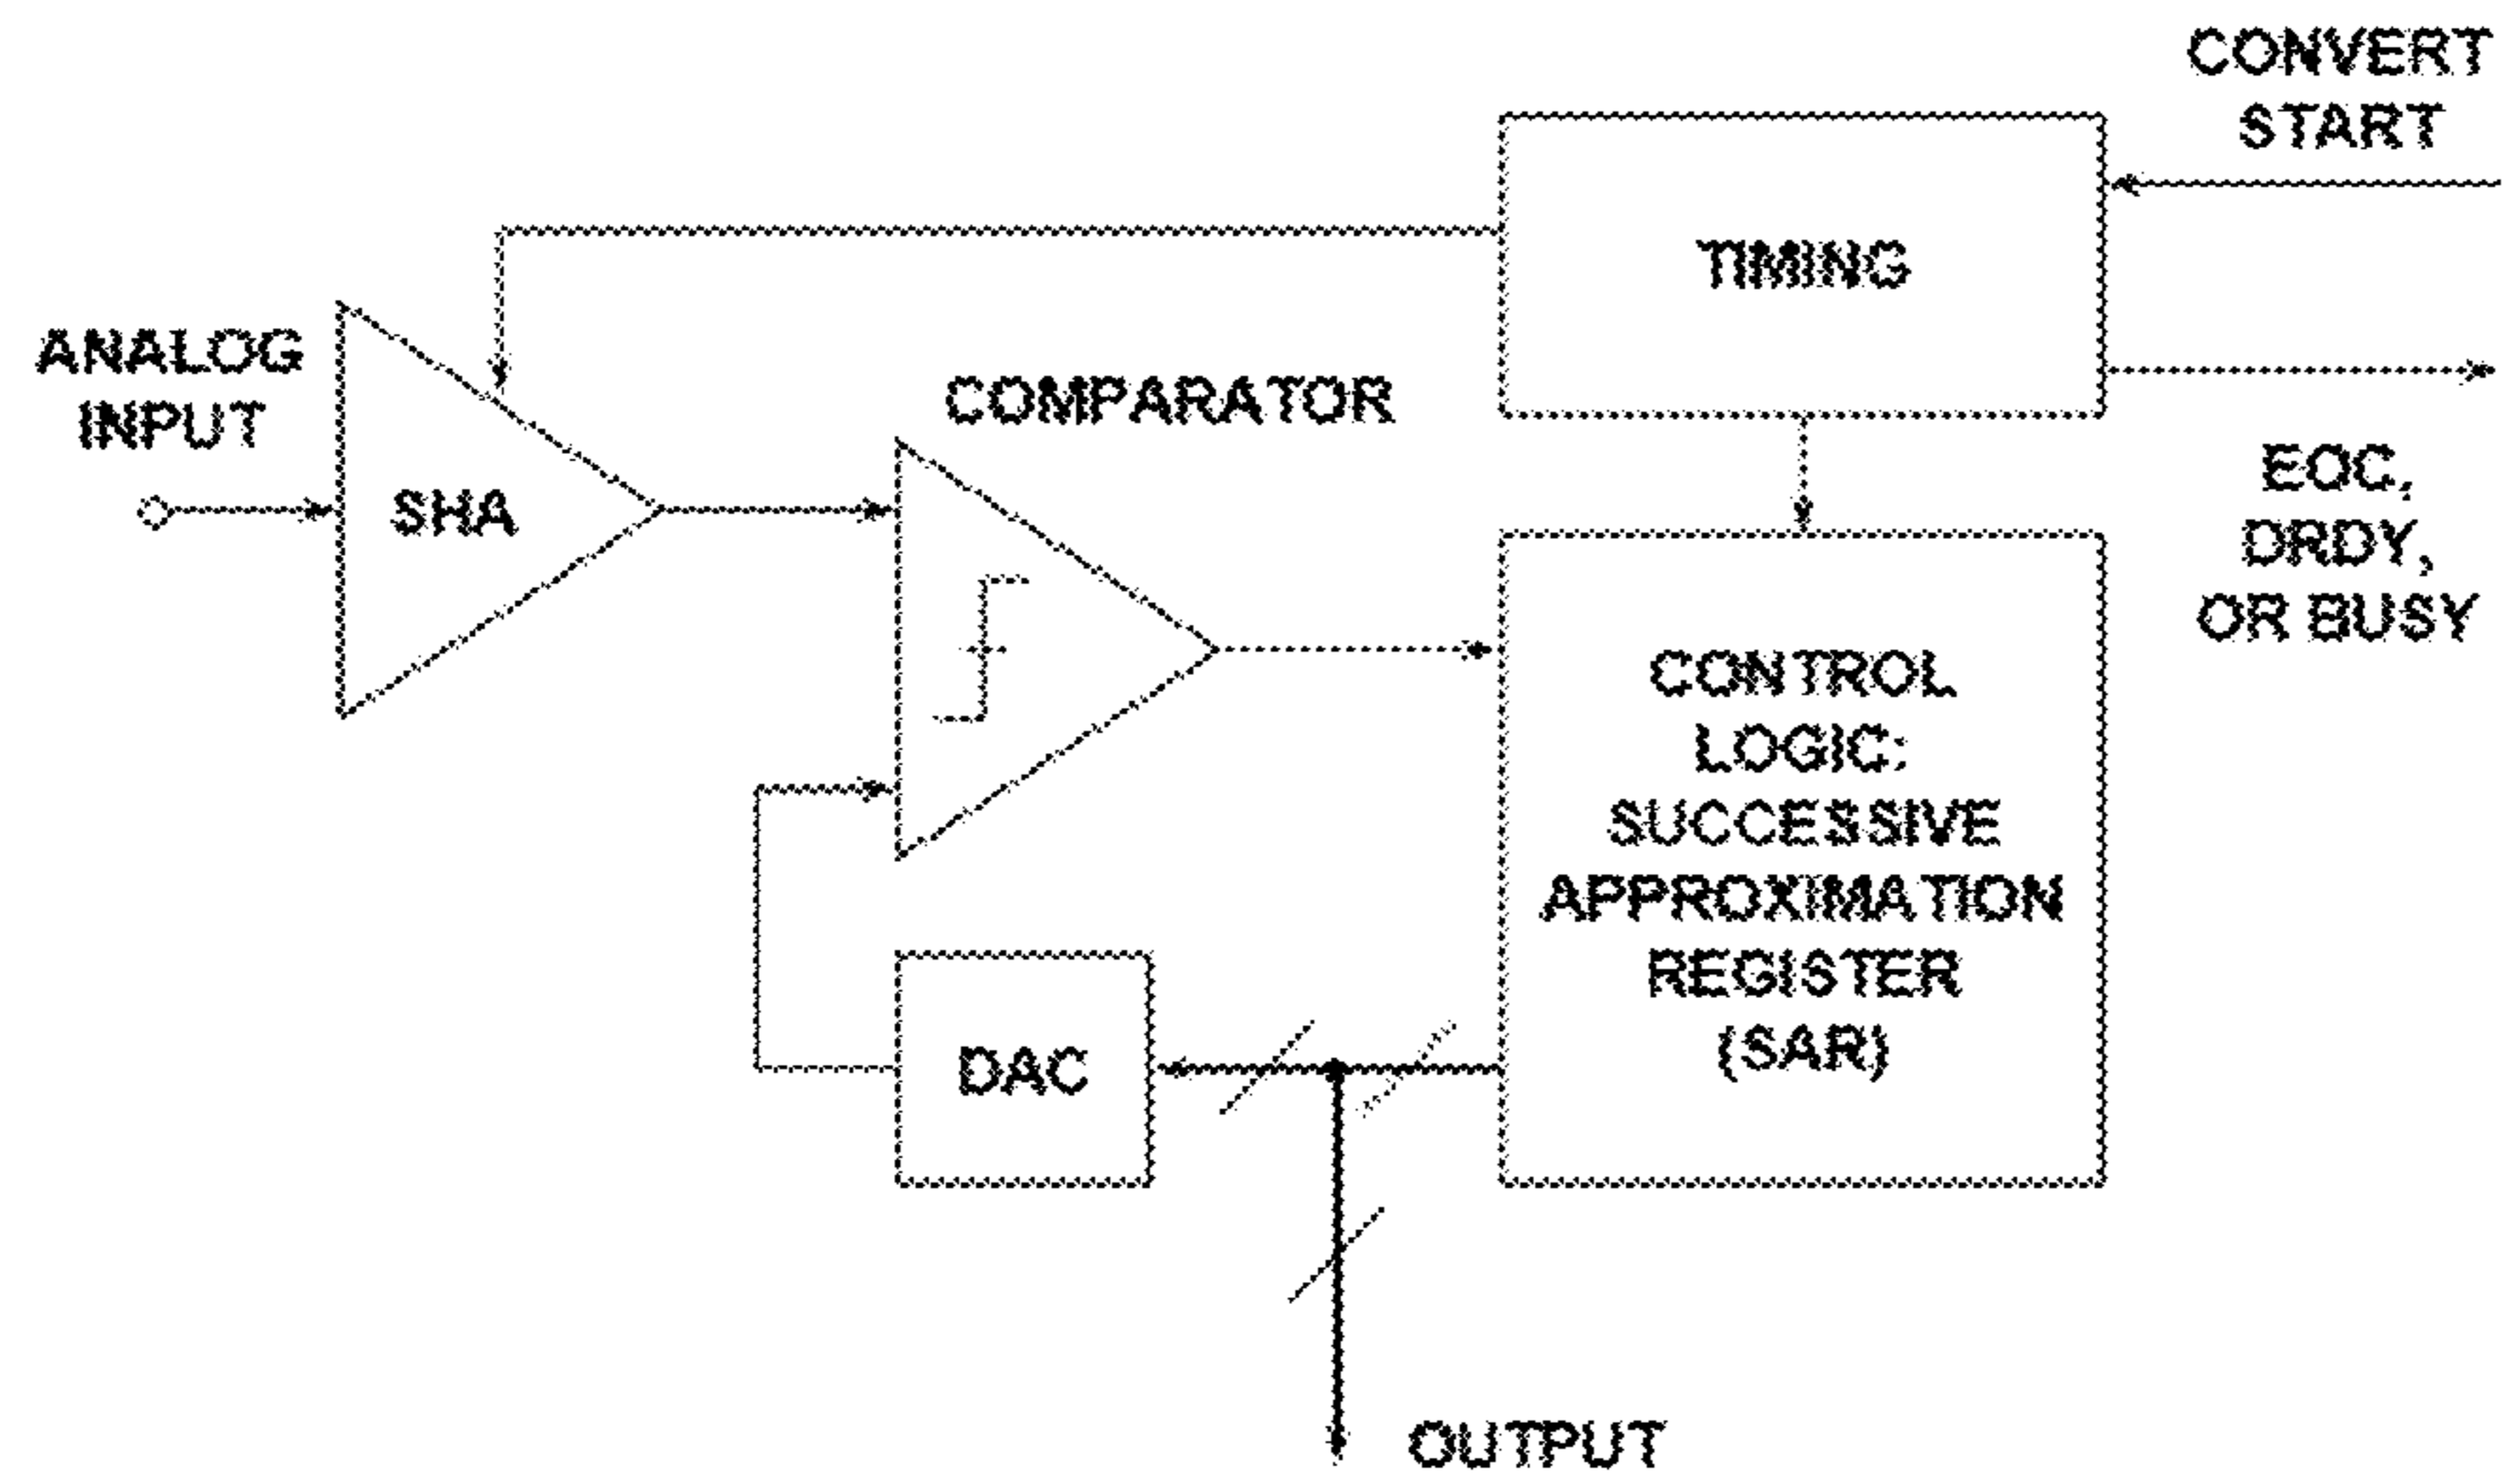 CONVERT
START
TIMING
ANALOG
INPUT
COMPARATOR
SHA
EOC,
DRDY,
OR BUSY
CONTROL
LOGIC:
SUCCESSIVE
APPROXIMATION
REGISTER
(SAR)
DAC
OUTPUT